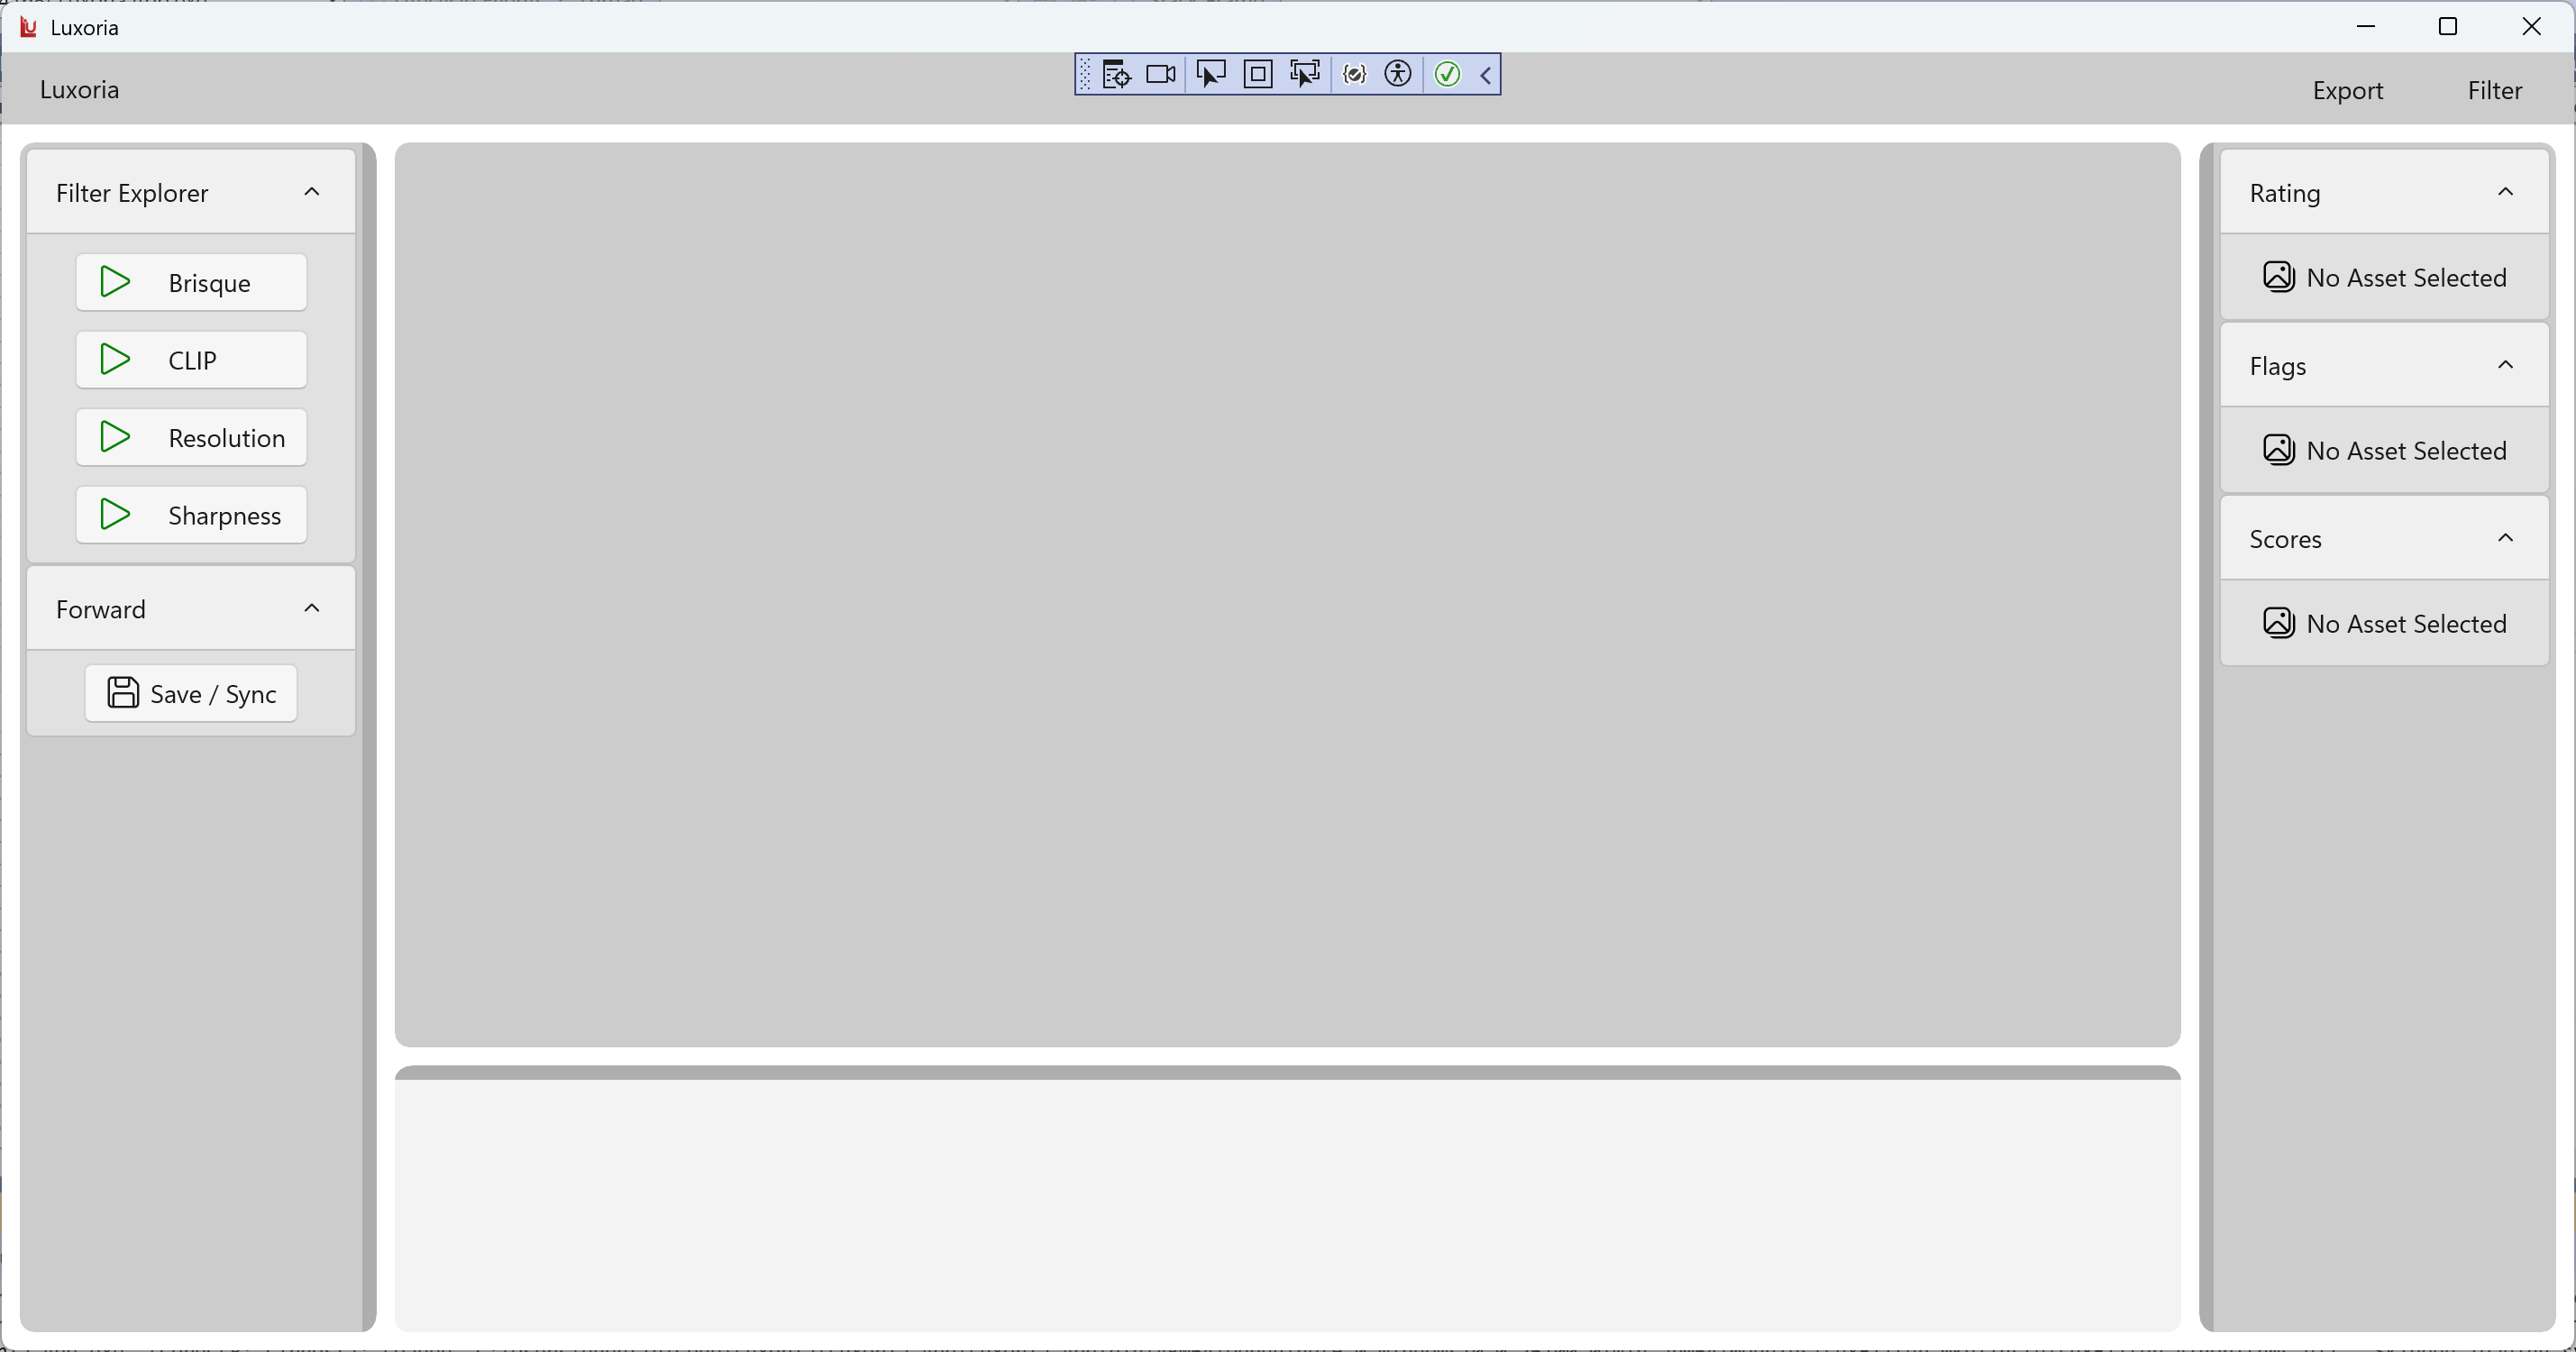 Luxoria
Luxoria
Export
Filter
Filter Explorer
Brisque
CLIP
Resolution
Sharpness
Forward
Save / Sync
Rating
No Asset Selected
Flags
No Asset Selected
Scores
No Asset Selected